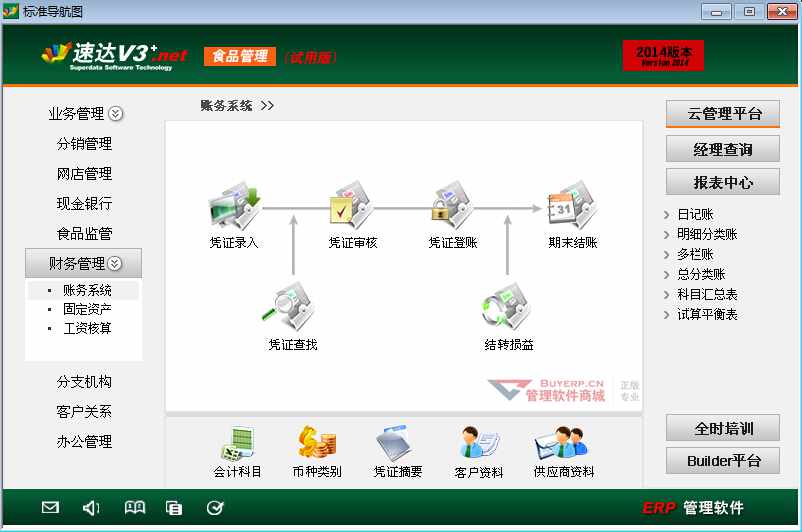 标准导航图
速达V3+.net
Superdata Software Technology
食品管理
(试用版)
2014版本
Version 2014
业务管理
分销管理
网店管理
现金银行
食品监管
财务管理
账务系统
固定资产
工资核算
分支机构
客户关系
办公管理
账务系统 >>
凭证录入
凭证审核
凭证登账
31
期末结账
凭证查找
结转损益
BUYERP.CN
管理软件商城
正版
专业
会计科目
币种类别
凭证摘要
客户资料
供应商资料
云管理平台
经理查询
报表中心
日记账
明细分类账
多栏账
总分类账
科目汇总表
试算平衡表
全时培训
Builder平台
ERP 管理软件